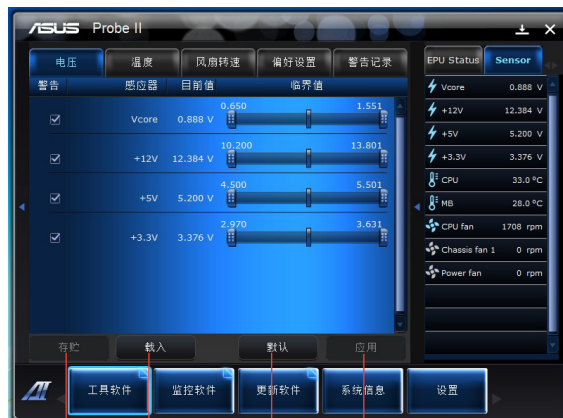 ASUS Probe II
电压 温度 风扇转速 偏好设置 警告记录
警告 感应器 目前值 临界值
0.650 1.551
Vcore 0.888 V
10.200 13.801
+12V 12.384 V
4.500 5.501
+5V 5.200 V
2.970 3.631
+3.3V 3.376 V
存贮 载入 默认 应用
EPU Status Sensor
Vcore 0.888 V
+12V 12.384 V
+5V 5.200 V
+3.3V 3.376 V
CPU 33.0 ºC
MB 28.0 ºC
CPU fan 1708 rpm
Chassis fan 1 0 rpm
Power fan 0 rpm
AI 工具软件 监控软件 更新软件 系统信息 设置